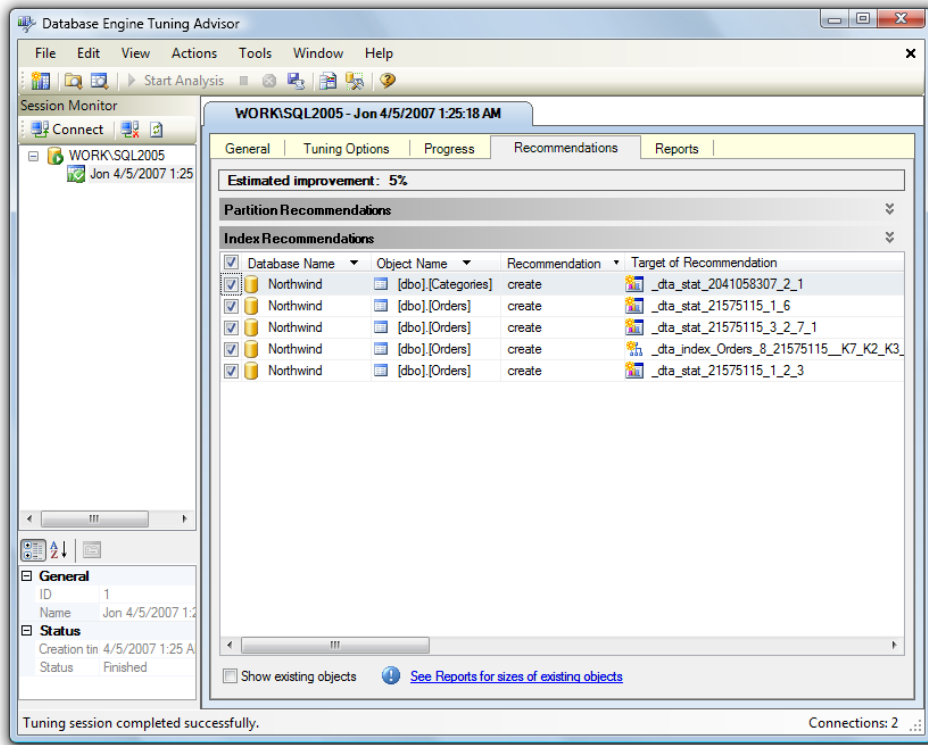 Database Engine Tuning Advisor
File Edit View Actions Tools Window Help
Start Analysis
Session Monitor
Connect
WORK\SQL2005
Jon 4/5/2007 1:25
General
ID 1
Name Jon 4/5/2007 1:2
Status
Creation tin 4/5/2007 1:25 A
Status Finished
WORK\SQL2005 - Jon 4/5/2007 1:25:18 AM
General Tuning Options Progress Recommendations Reports
Estimated improvement: 5%
Partition Recommendations
Index Recommendations
Database Name Object Name Recommendation Target of Recommendation
Northwind [dbo].[Categories] create _dta_stat_2041058307_2_1
Northwind [dbo].[Orders] create _dta_stat_21575115_1_6
Northwind [dbo].[Orders] create _dta_stat_21575115_3_2_7_1
Northwind [dbo].[Orders] create _dta_index_Orders_8_21575115__K7_K2_K3_
Northwind [dbo].[Orders] create _dta_stat_21575115_1_2_3
Show existing objects See Reports for sizes of existing objects
Tuning session completed successfully. Connections: 2